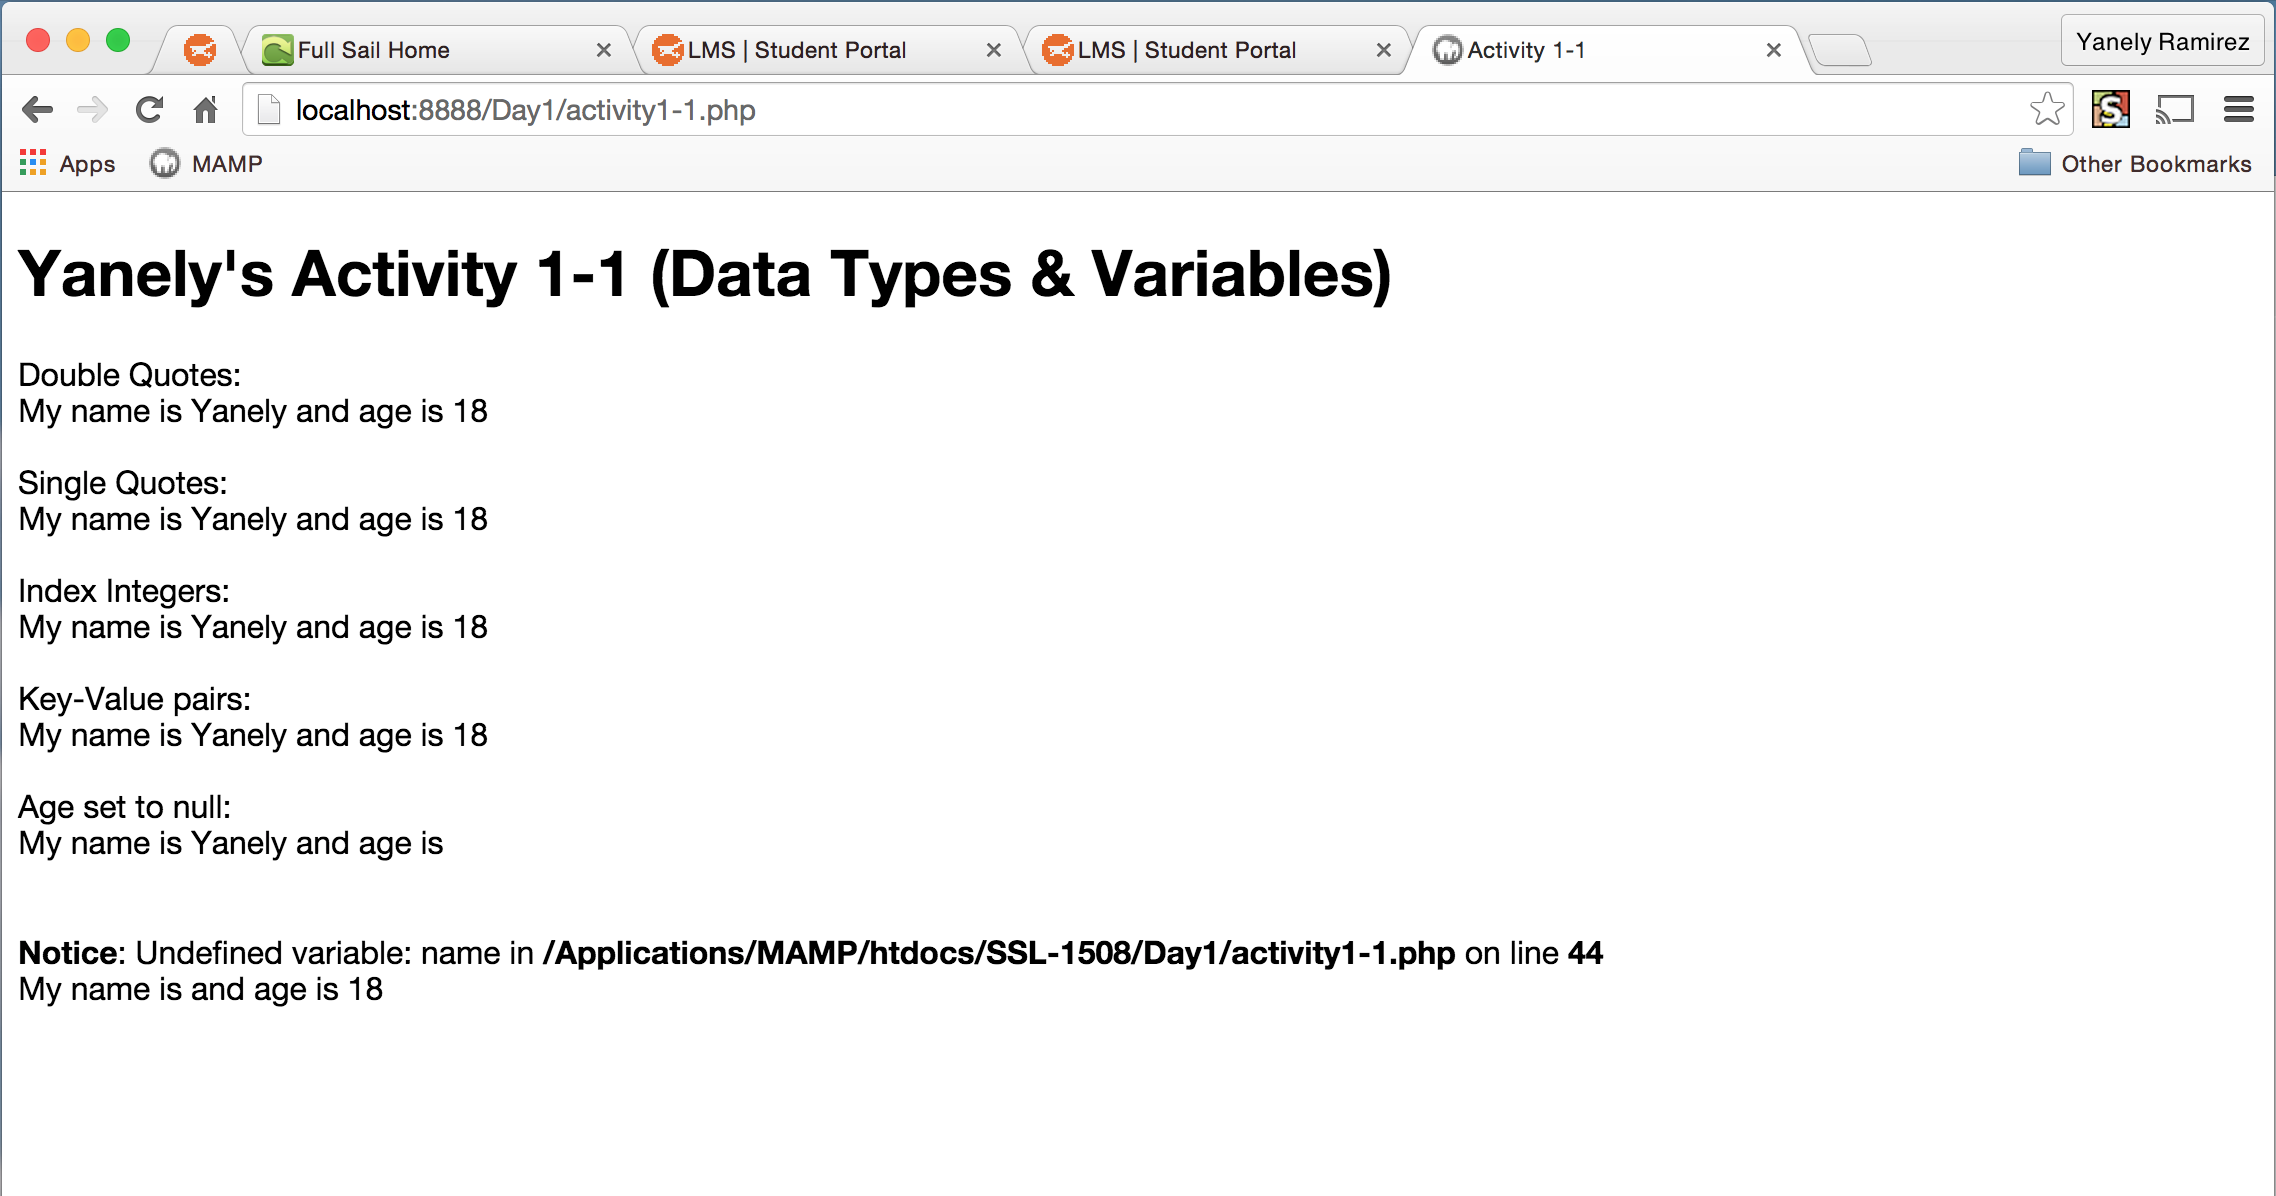 Full Sail Home
LMS | Student Portal
LMS | Student Portal
Activity 1-1
Yanely Ramirez
localhost:8888/Day1/activity1-1.php
Apps
MAMP
Other Bookmarks
Yanely's Activity 1-1 (Data Types & Variables)
Double Quotes:
My name is Yanely and age is 18
Single Quotes:
My name is Yanely and age is 18
Index Integers:
My name is Yanely and age is 18
Key-Value pairs:
My name is Yanely and age is 18
Age set to null:
My name is Yanely and age is
Notice: Undefined variable: name in /Applications/MAMP/htdocs/SSL-1508/Day1/activity1-1.php on line 44
My name is and age is 18